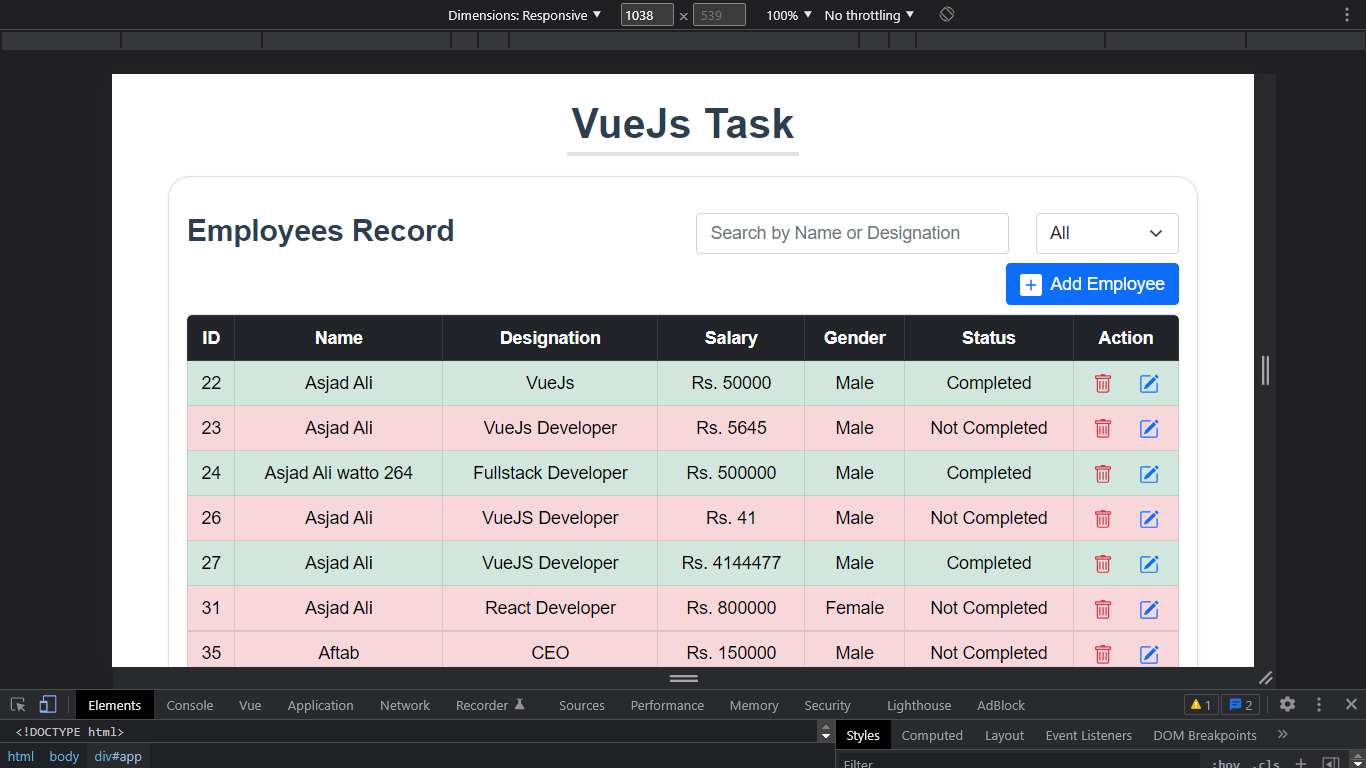 Dimensions: Responsive ▼ 1038 × 539 100% ▼ No throttling ▼
VueJs Task
Employees Record Search by Name or Designation All
Add Employee
ID Name Designation Salary Gender Status Action
22 Asjad Ali VueJs Rs. 50000 Male Completed
23 Asjad Ali VueJs Developer Rs. 5645 Male Not Completed
24 Asjad Ali watto 264 Fullstack Developer Rs. 500000 Male Completed
26 Asjad Ali VueJS Developer Rs. 41 Male Not Completed
27 Asjad Ali VueJS Developer Rs. 4144477 Male Completed
31 Asjad Ali React Developer Rs. 800000 Female Not Completed
35 Aftab CEO Rs. 150000 Male Not Completed
Elements Console Vue Application Network Recorder Sources Performance Memory Security Lighthouse AdBlock 1 2
<!DOCTYPE html> Styles Computed Layout Event Listeners DOM Breakpoints »
html body div#app Filter :hov .cls +